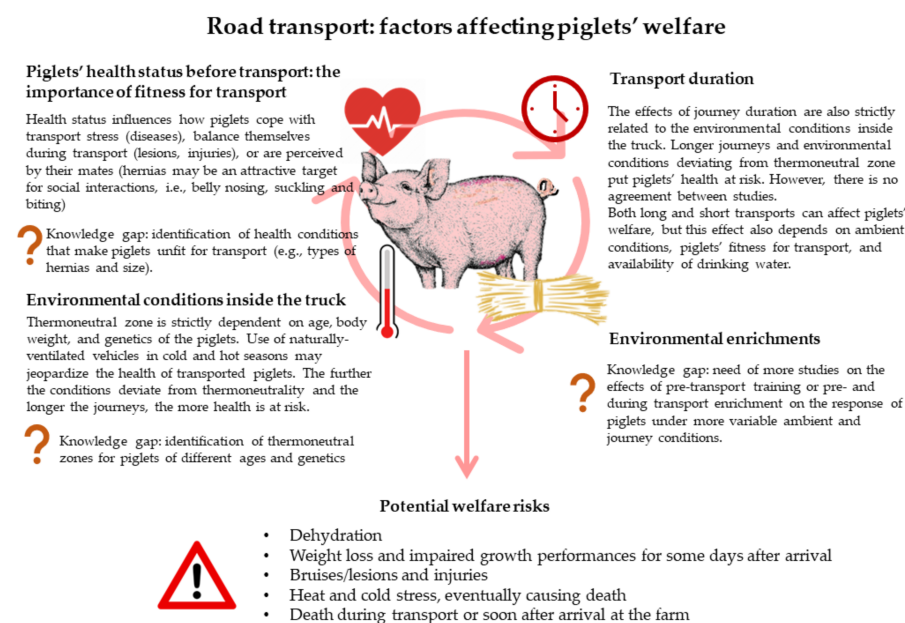 Road transport: factors affecting piglets' welfare
Piglets' health status before transport: the
importance of fitness for transport
Health status influences how piglets cope with
transport stress (diseases), balance themselves
during transport (lesions, injuries), or are perceived
by their mates (hernias may be an attractive target
for social interactions, i.e., belly nosing, suckling and
biting)
? Knowledge gap: identification of health conditions
that make piglets unfit for transport (e.g., types of
hernias and size).
Environmental conditions inside the truck
Thermoneutral zone is strictly dependent on age, body
weight, and genetics of the piglets. Use of naturally-
ventilated vehicles in cold and hot seasons may
jeopardize the health of transported piglets. The further
the conditions deviate from thermoneutrality and the
longer the journeys, the more health is at risk.
? Knowledge gap: identification of thermoneutral
zones for piglets of different ages and genetics
Transport duration
The effects of journey duration are also strictly
related to the environmental conditions inside
the truck. Longer journeys and environmental
conditions deviating from thermoneutral zone
put piglets' health at risk. However, there is no
agreement between studies.
Both long and short transports can affect piglets'
welfare, but this effect also depends on ambient
conditions, piglets' fitness for transport, and
availability of drinking water.
Environmental enrichments
? Knowledge gap: need of more studies on the
effects of pre-transport training or pre- and
during transport enrichment on the response of
piglets under more variable ambient and
journey conditions.
Potential welfare risks
! • Dehydration
• Weight loss and impaired growth performances for some days after arrival
• Bruises/lesions and injuries
• Heat and cold stress, eventually causing death
• Death during transport or soon after arrival at the farm